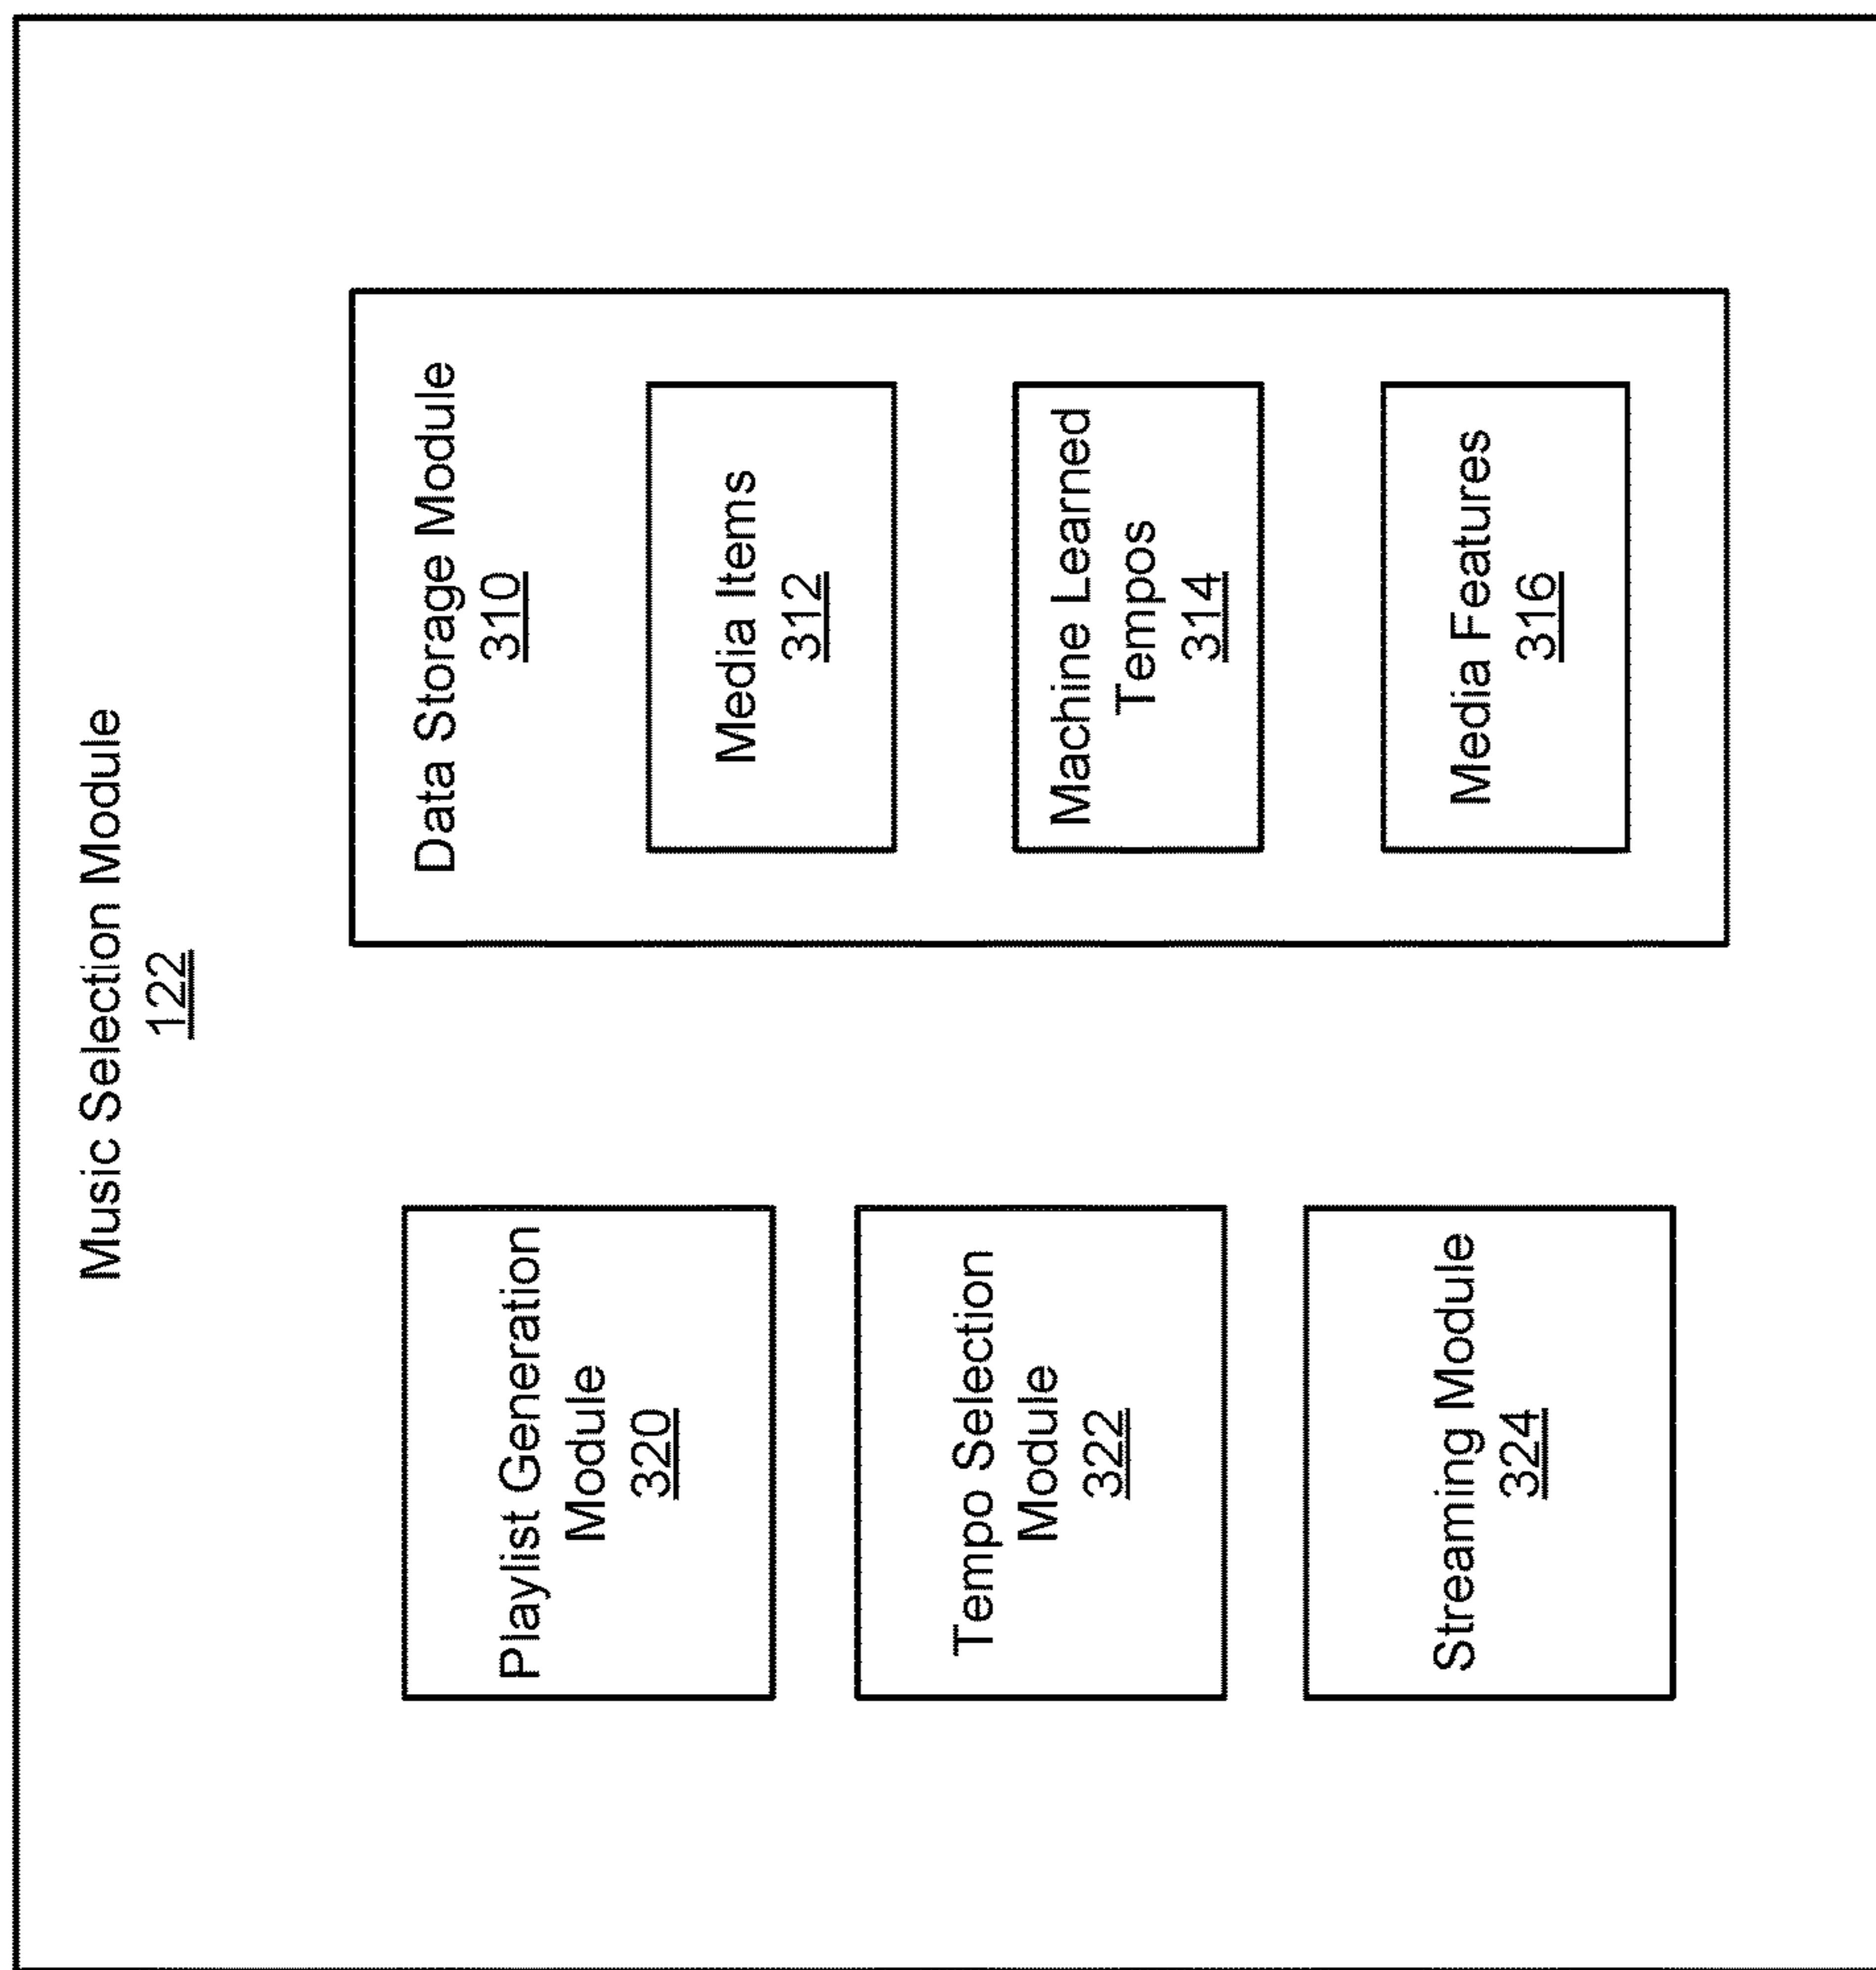 Music Selection Module
122
Playlist Generation
Module
320
Tempo Selection
Module
322
Streaming Module
324
Data Storage Module
310
Media Items
312
Machine Learned
Tempos
314
Media Features
316